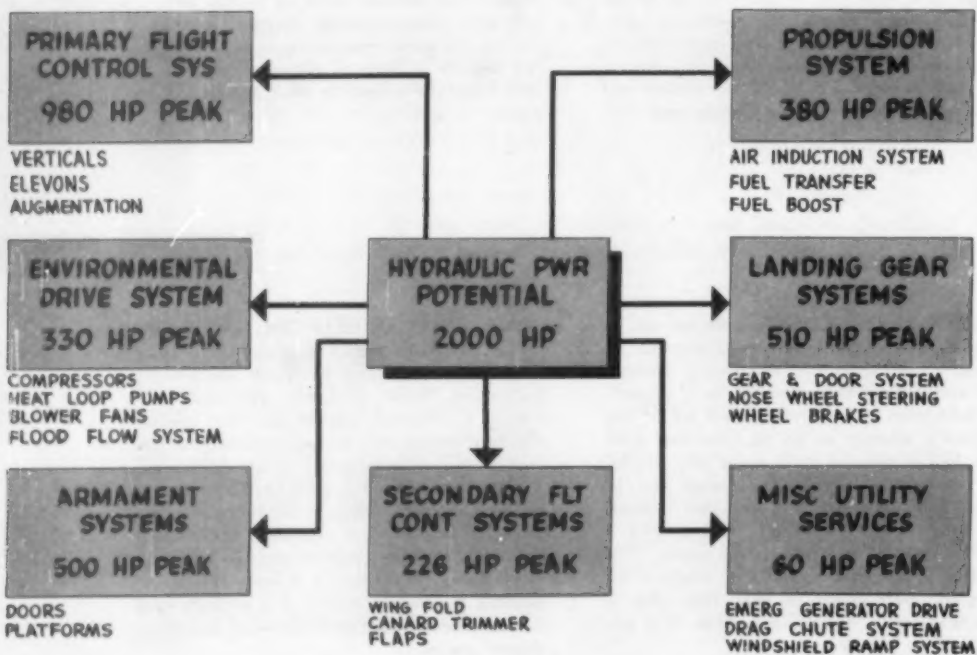 PRIMARY FLIGHT
CONTROL SYS
980 HP PEAK
VERTICALS
ELEVONS
AUGMENTATION
PROPULSION
SYSTEM
380 HP PEAK
AIR INDUCTION SYSTEM
FUEL TRANSFER
FUEL BOOST
ENVIRONMENTAL
DRIVE SYSTEM
330 HP PEAK
COMPRESSORS
HEAT LOOP PUMPS
BLOWER FANS
FLOOD FLOW SYSTEM
HYDRAULIC PWR
POTENTIAL
2000 HP
LANDING GEAR
SYSTEMS
510 HP PEAK
GEAR & DOOR SYSTEM
NOSE WHEEL STEERING
WHEEL BRAKES
ARMAMENT
SYSTEMS
500 HP PEAK
DOORS
PLATFORMS
SECONDARY FLT
CONT SYSTEMS
226 HP PEAK
WING FOLD
CANARD TRIMMER
FLAPS
MISC UTILITY
SERVICES
60 HP PEAK
EMERG GENERATOR DRIVE
DRAG CHUTE SYSTEM
WINDSHIELD RAMP SYSTEM